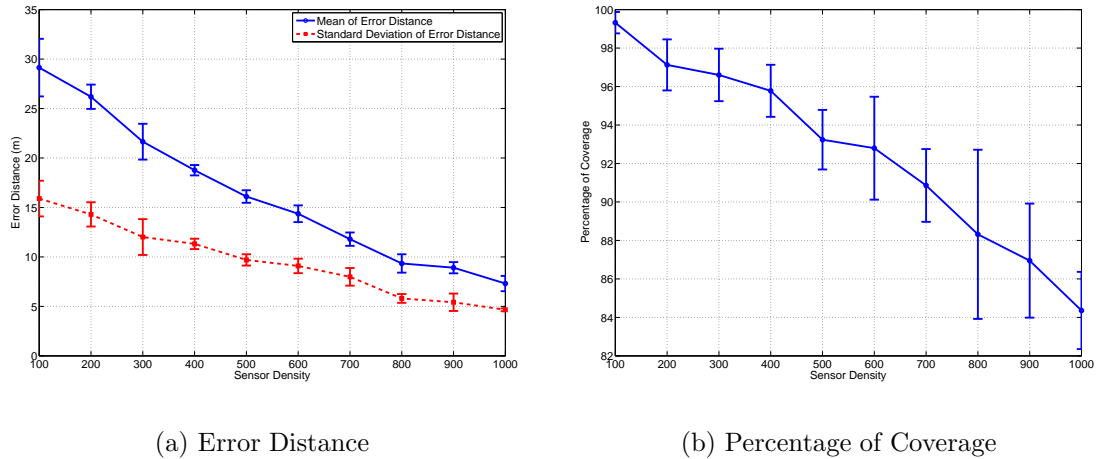 35
30
25
20
15
10
5
0
Error Distance (m)
Mean of Error Distance
Standard Deviation of Error Distance
100 200 300 400 500 600 700 800 900 1000
Sensor Density
(a) Error Distance
100
98
96
94
92
90
88
86
84
82
Percentage of Coverage
100 200 300 400 500 600 700 800 900 1000
Sensor Density
(b) Percentage of Coverage